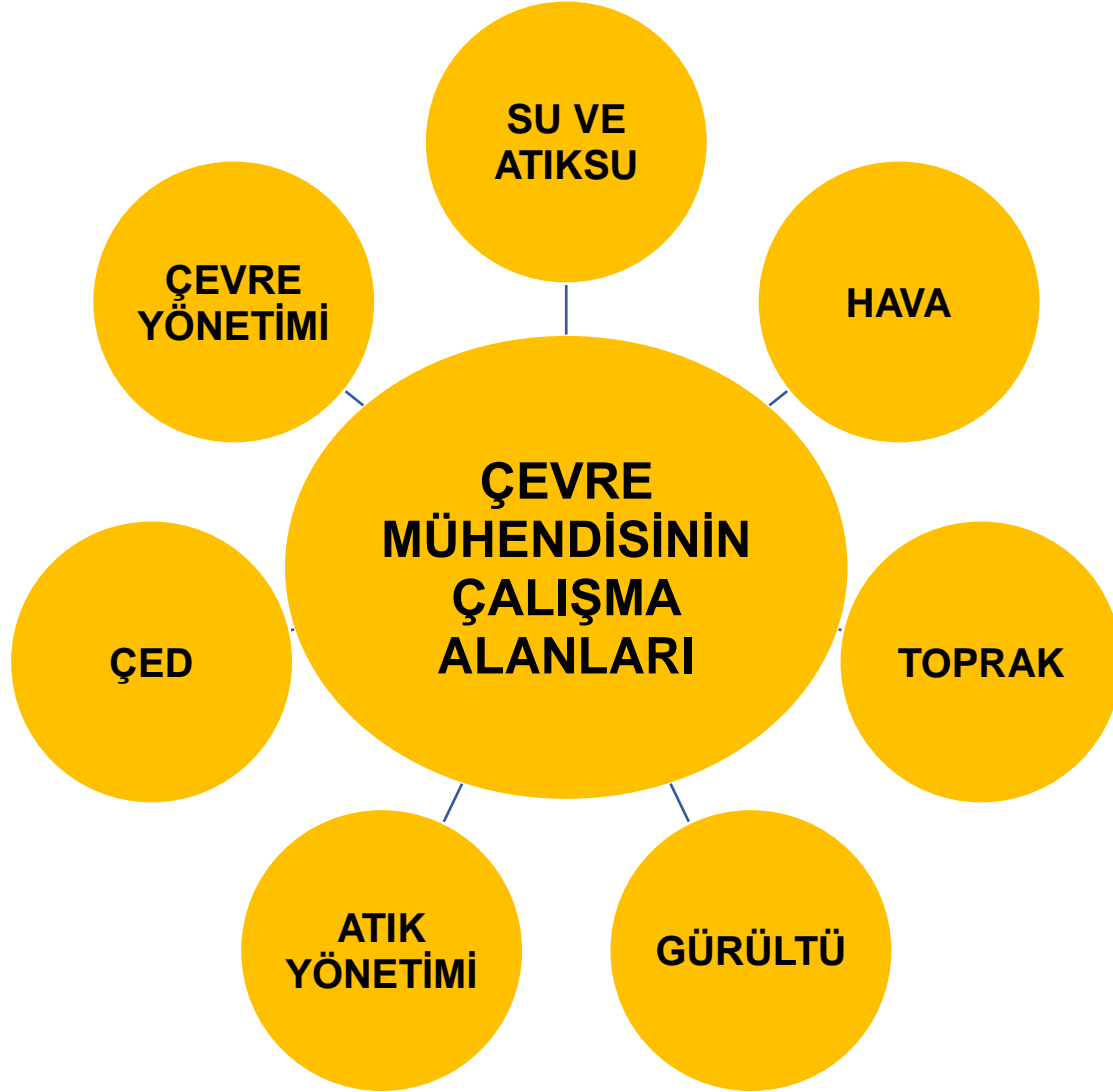 SU VE
ATIKSU
HAVA
TOPRAK
GÜRÜLTÜ
ATIK
YÖNETİMİ
ÇED
ÇEVRE
YÖNETİMİ
ÇEVRE
MÜHENDİSİNİN
ÇALIŞMA
ALANLARI